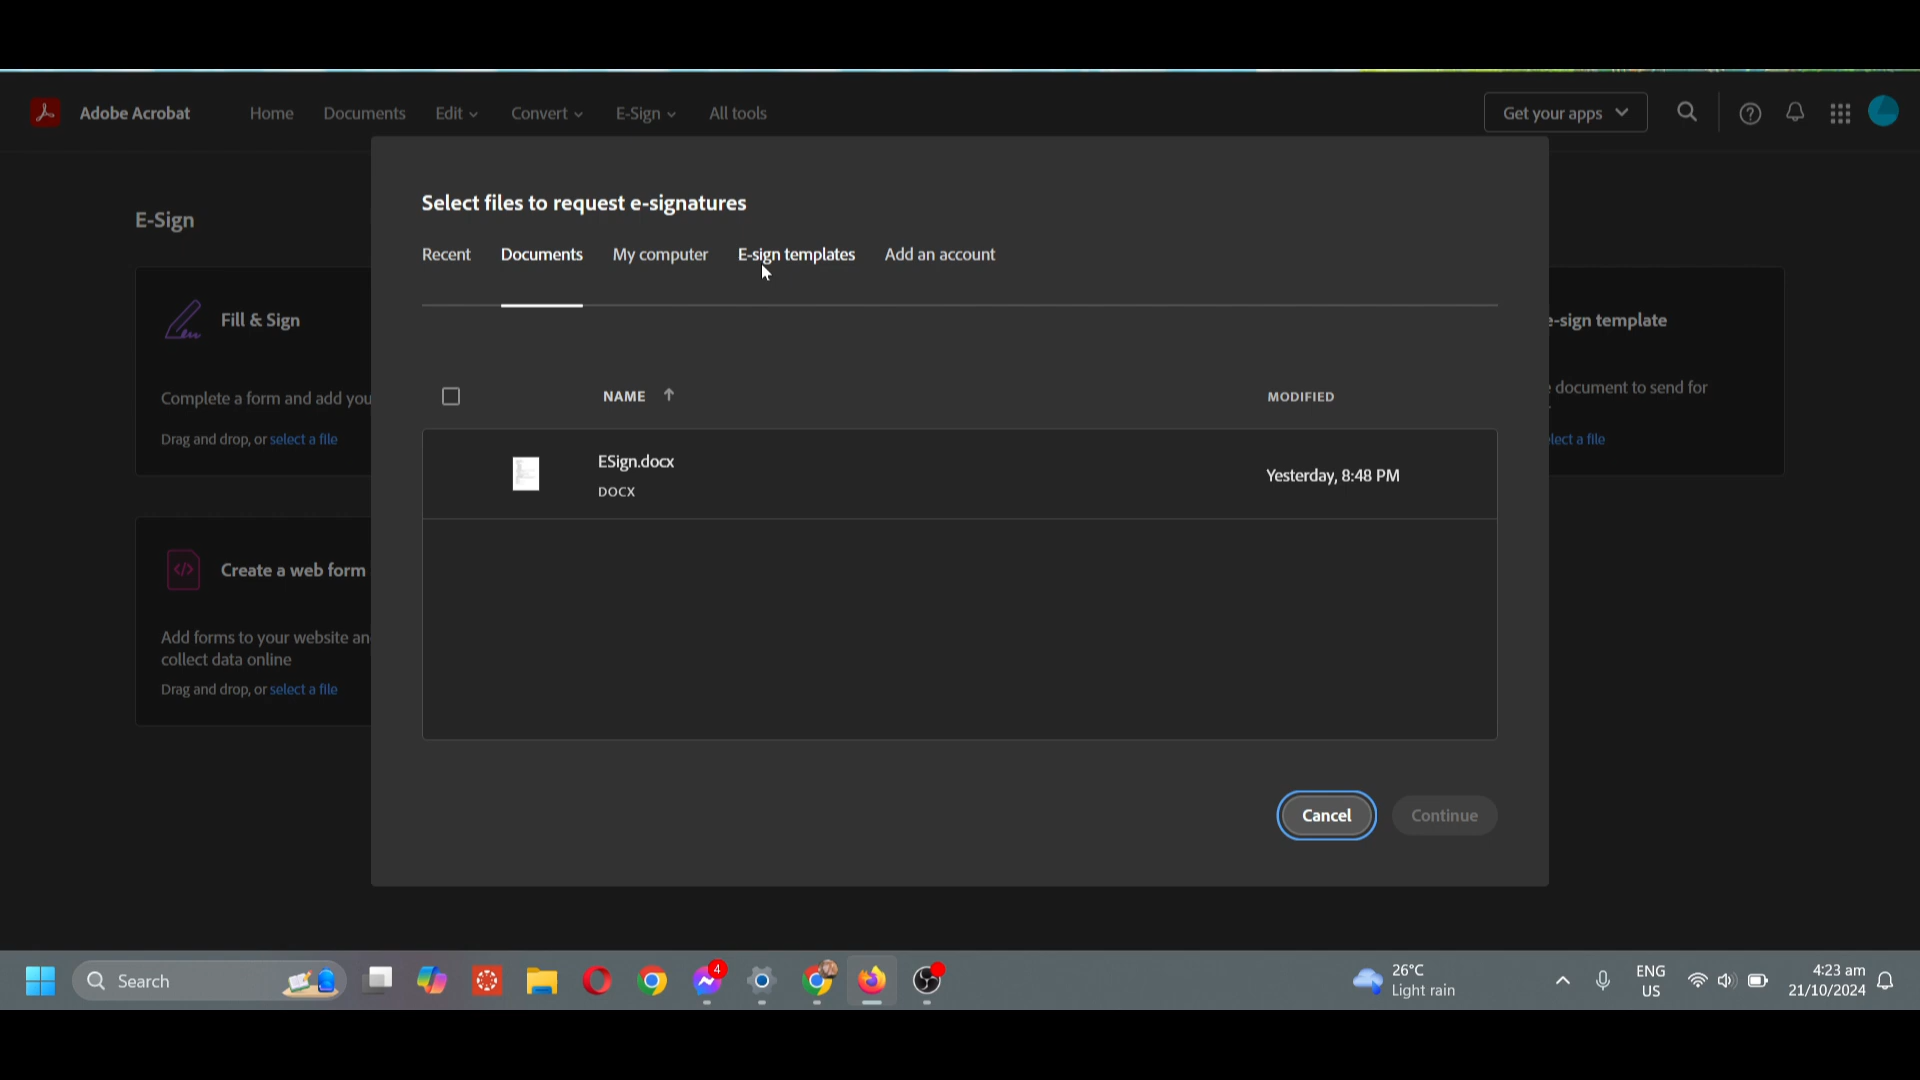 Adobe Acrobat
Home
Documents
Edit
Convert
E-Sign
All tools
Get your apps
E-Sign
Fill & Sign
Complete a form and add you
Drag and drop, or select a file
Create a web form
Add forms to your website an
collect data online
Drag and drop, or select a file
Select files to request e-signatures
Recent
Documents
My computer
E-sign templates
Add an account
NAME
MODIFIED
ESign.docx
DOCX
Yesterday, 8:48 PM
Cancel
Continue
e-sign template
document to send for
lect a file
Search
4
26°C
Light rain
ENG
US
4:23 am
21/10/2024